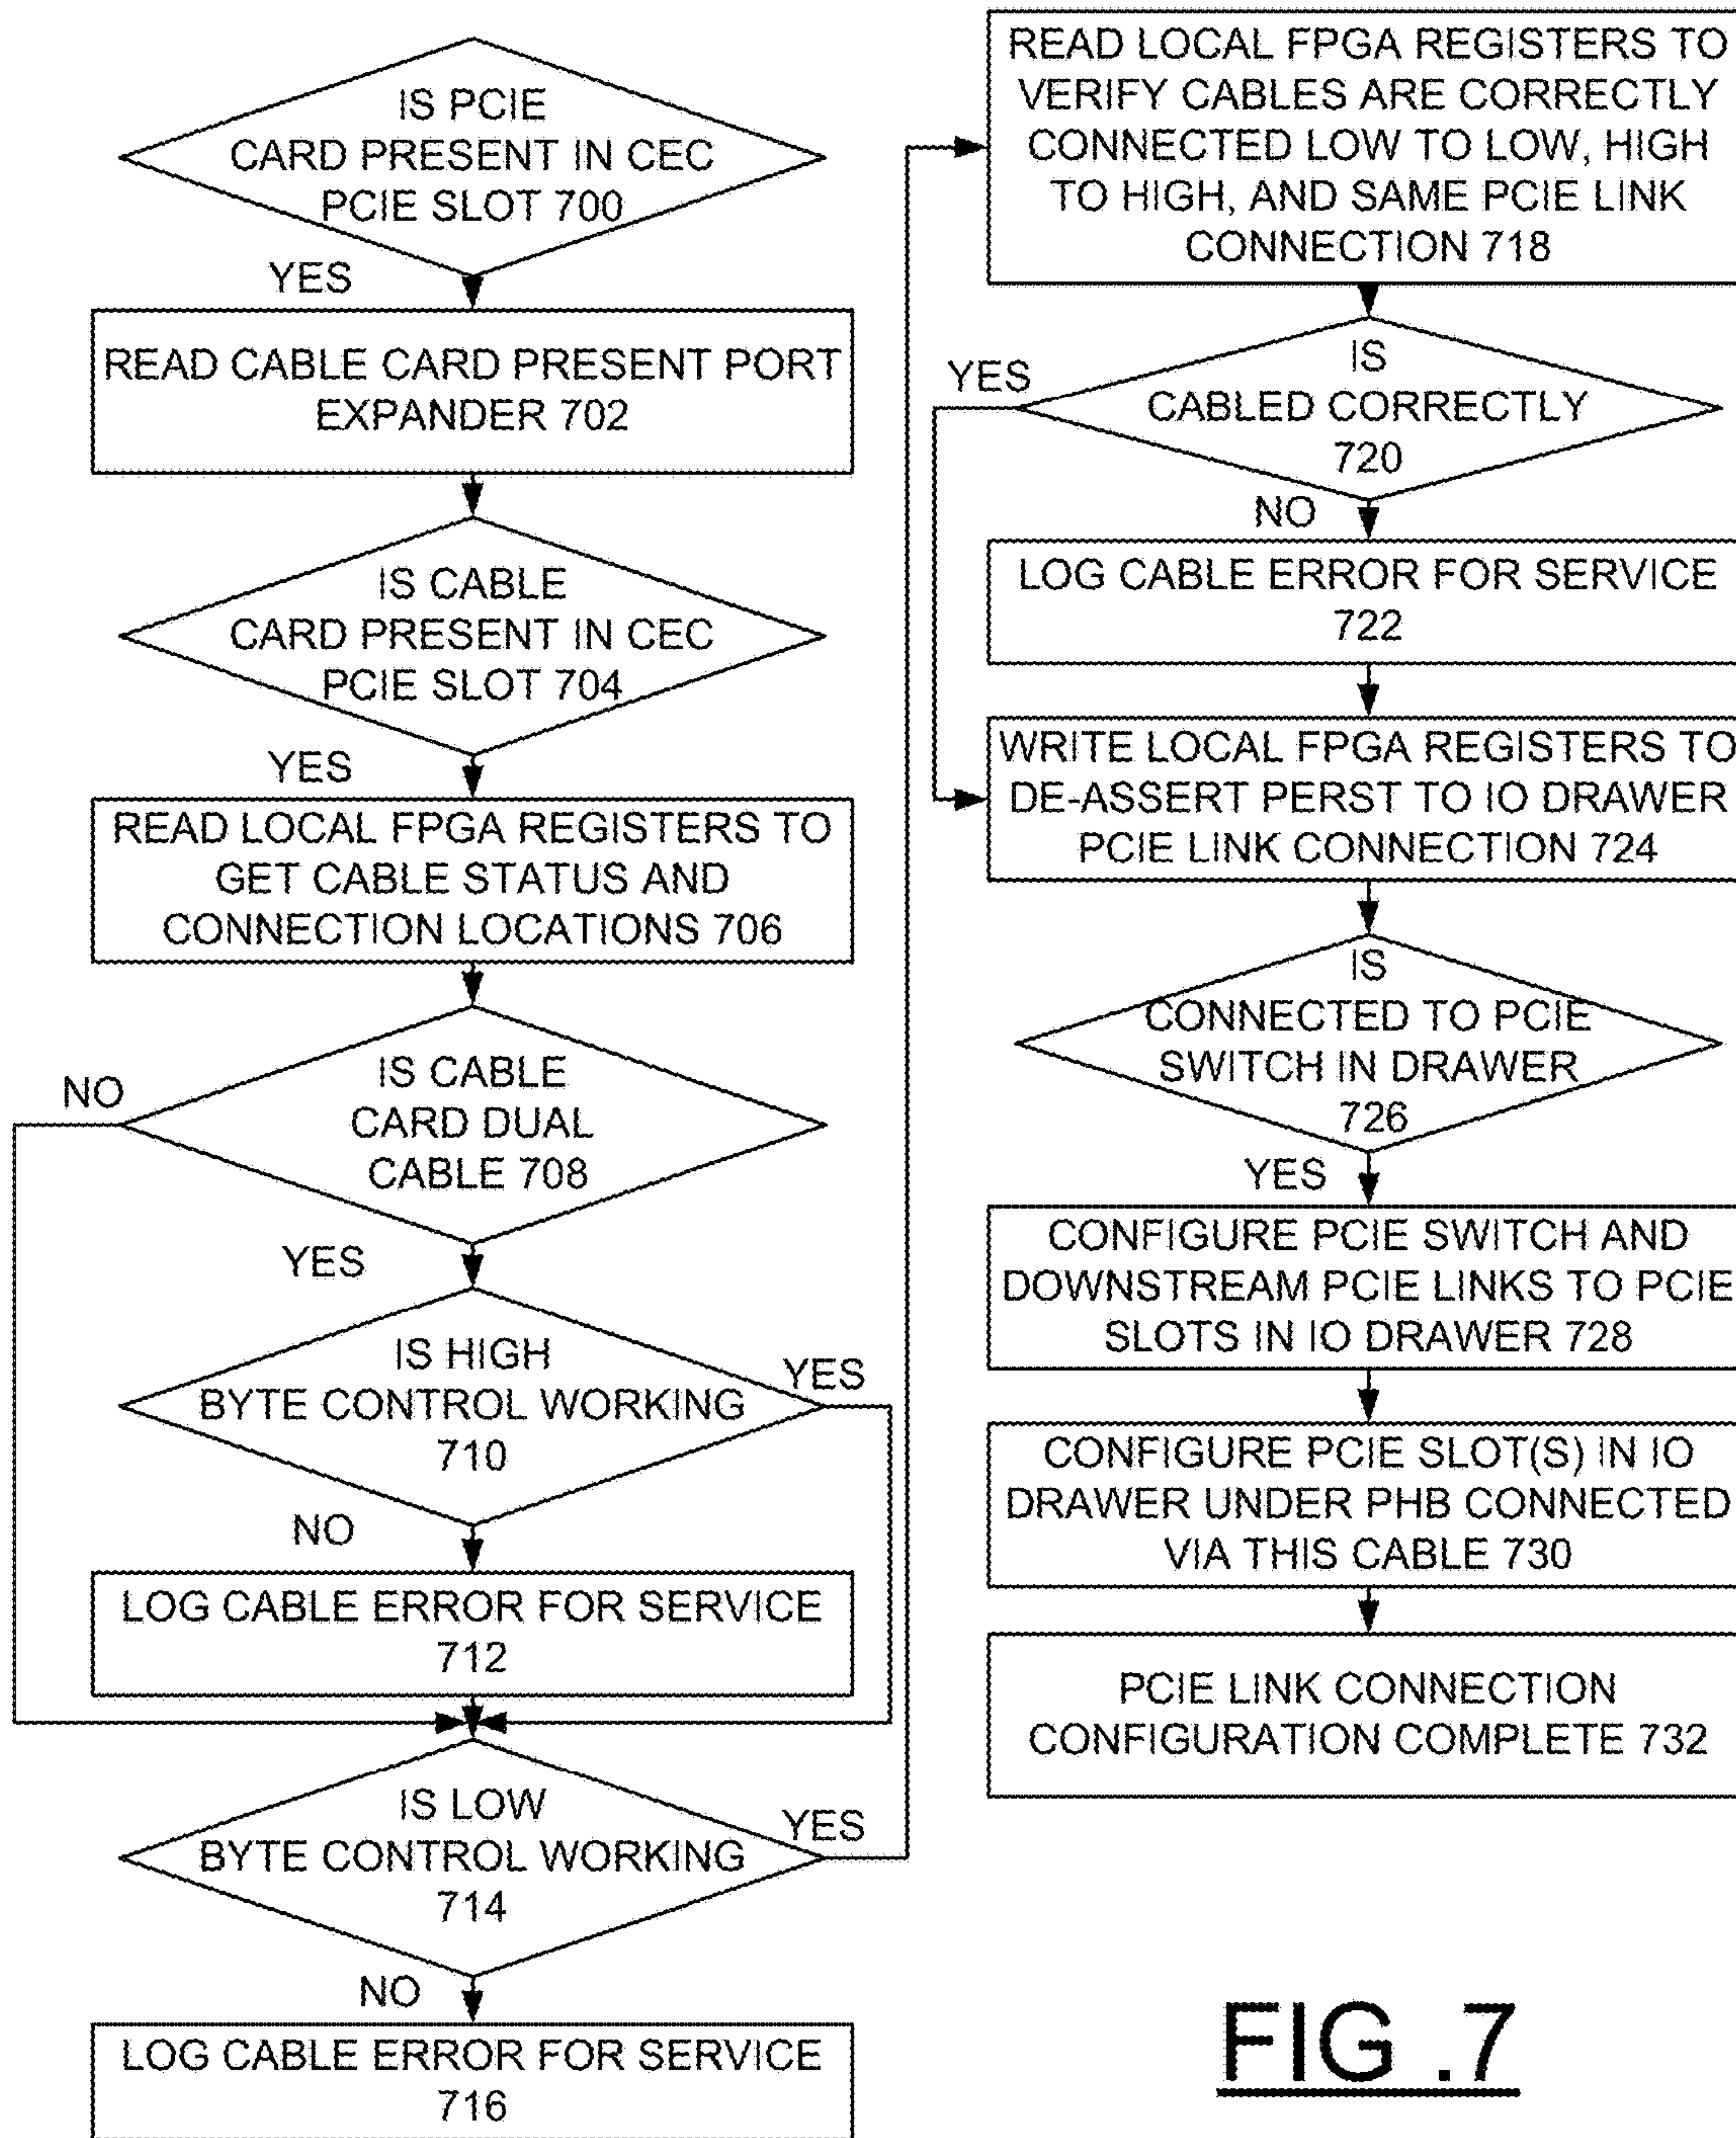 IS PCIE
CARD PRESENT IN CEC
PCIE SLOT 700
YES
READ CABLE CARD PRESENT PORT
EXPANDER 702
IS CABLE
CARD PRESENT IN CEC
PCIE SLOT 704
YES
READ LOCAL FPGA REGISTERS TO
GET CABLE STATUS AND
CONNECTION LOCATIONS 706
NO
IS CABLE
CARD DUAL
CABLE 708
YES
IS HIGH
BYTE CONTROL WORKING
710
YES
NO
LOG CABLE ERROR FOR SERVICE
712
IS LOW
BYTE CONTROL WORKING
714
YES
NO
LOG CABLE ERROR FOR SERVICE
716
READ LOCAL FPGA REGISTERS TO
VERIFY CABLES ARE CORRECTLY
CONNECTED LOW TO LOW, HIGH
TO HIGH, AND SAME PCIE LINK
CONNECTION 718
YES
IS
CABLED CORRECTLY
720
NO
LOG CABLE ERROR FOR SERVICE
722
WRITE LOCAL FPGA REGISTERS TO
DE-ASSERT PERST TO IO DRAWER
PCIE LINK CONNECTION 724
IS
CONNECTED TO PCIE
SWITCH IN DRAWER
726
YES
CONFIGURE PCIE SWITCH AND
DOWNSTREAM PCIE LINKS TO PCIE
SLOTS IN IO DRAWER 728
CONFIGURE PCIE SLOT(S) IN IO
DRAWER UNDER PHB CONNECTED
VIA THIS CABLE 730
PCIE LINK CONNECTION
CONFIGURATION COMPLETE 732
FIG .7